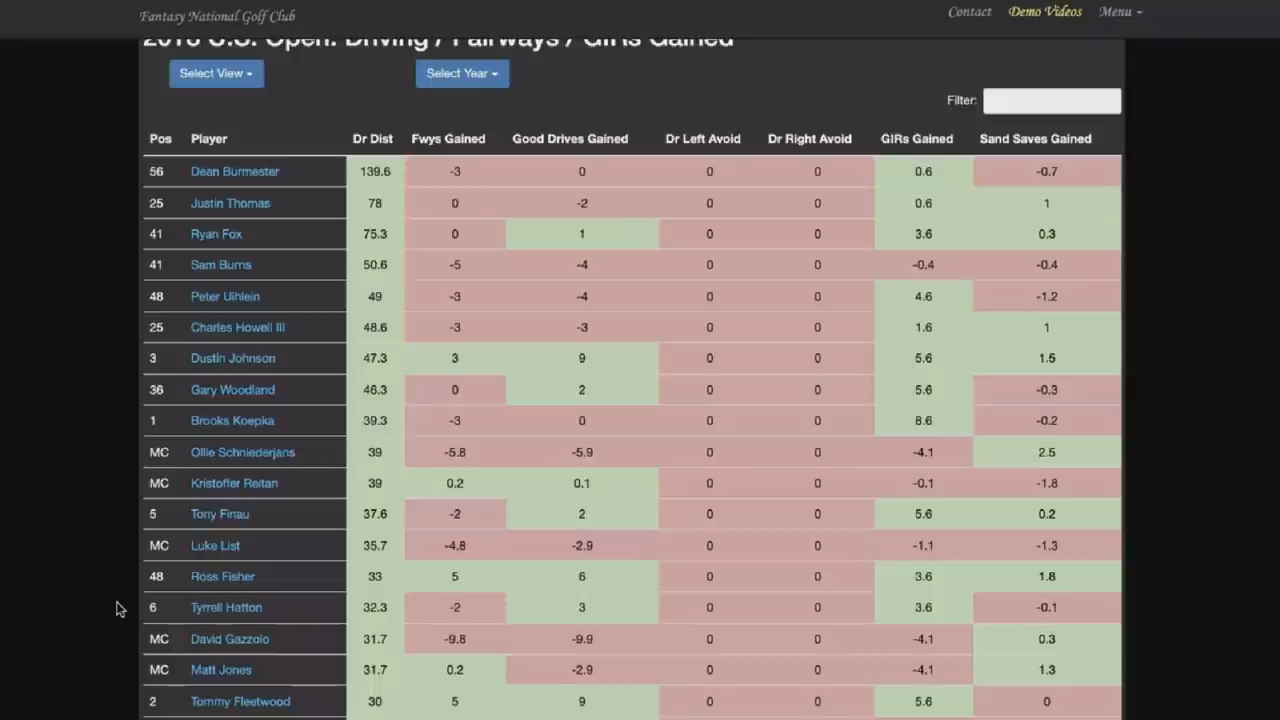 Fantasy National Golf Club Contact Demo Videos Menu
2018 U.S. Open: Driving / Fairways / GIRs Gained
Select View Select Year
Filter:
Pos Player Dr Dist Fwys Gained Good Drives Gained Dr Left Avoid Dr Right Avoid GIRs Gained Sand Saves Gained
56 Dean Burmester 139.6 -3 0 0 0 0.6 -0.7
25 Justin Thomas 78 0 -2 0 0 0.6 1
41 Ryan Fox 75.3 0 1 0 0 3.6 0.3
41 Sam Burns 50.6 -5 -4 0 0 -0.4 -0.4
48 Peter Uihlein 49 -3 -4 0 0 4.6 -1.2
25 Charles Howell III 48.6 -3 -3 0 0 1.6 1
3 Dustin Johnson 47.3 3 9 0 0 5.6 1.5
36 Gary Woodland 46.3 0 2 0 0 5.6 -0.3
1 Brooks Koepka 39.3 -3 0 0 0 8.6 -0.2
MC Ollie Schniederjans 39 -5.8 -5.9 0 0 -4.1 2.5
MC Kristoffer Reitan 39 0.2 0.1 0 0 -0.1 -1.8
5 Tony Finau 37.6 -2 2 0 0 5.6 0.2
MC Luke List 35.7 -4.8 -2.9 0 0 -1.1 -1.3
48 Ross Fisher 33 5 6 0 0 3.6 1.8
6 Tyrrell Hatton 32.3 -2 3 0 0 3.6 -0.1
MC David Gazzolo 31.7 -9.8 -9.9 0 0 -4.1 0.3
MC Matt Jones 31.7 0.2 -2.9 0 0 -4.1 1.3
2 Tommy Fleetwood 30 5 9 0 0 5.6 0